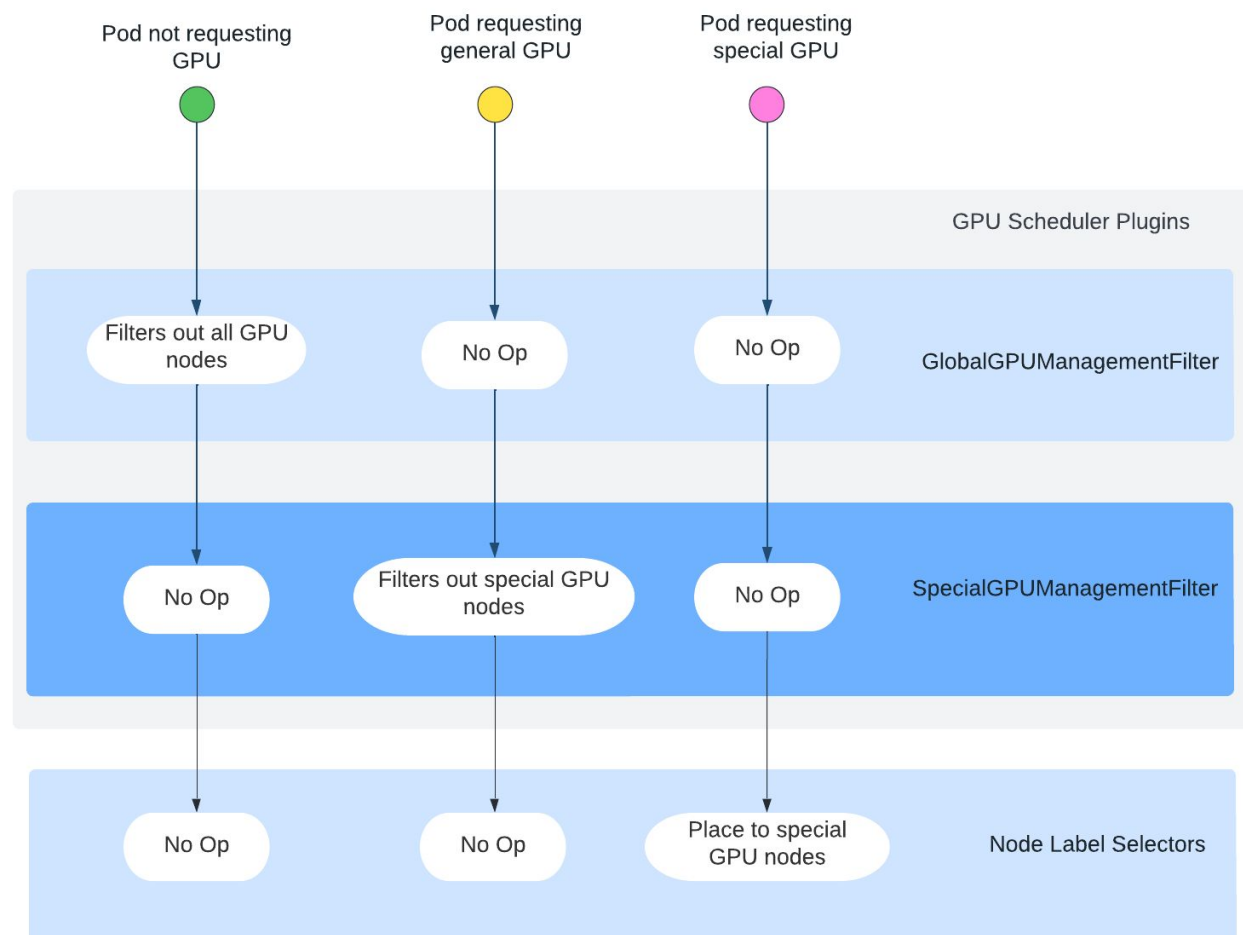 Pod not requesting
GPU
Pod requesting
general GPU
Pod requesting
special GPU
GPU Scheduler Plugins
Filters out all GPU
nodes
No Op
No Op
GlobalGPUManagementFilter
No Op
Filters out special GPU
nodes
No Op
SpecialGPUManagementFilter
No Op
No Op
Place to special
GPU nodes
Node Label Selectors